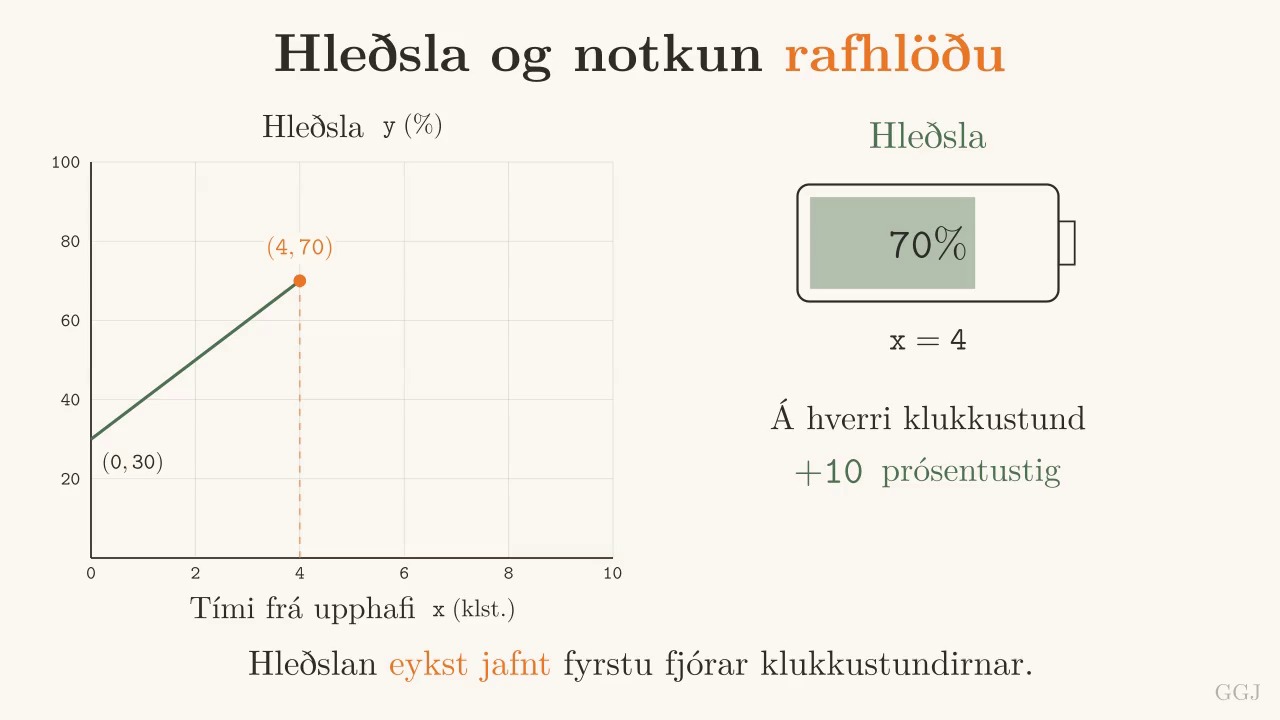 Hleðsla og notkun rafhlöðu
Hleðsla y (%)
100
80
60
40
20
(4, 70)
(0, 30)
0 2 4 6 8 10
Tími frá upphafi x (klst.)
Hleðsla
70%
x = 4
Á hverri klukkustund
+10 prósentustig
Hleðslan eykst jafnt fyrstu fjórar klukkustundirnar.
GGJ